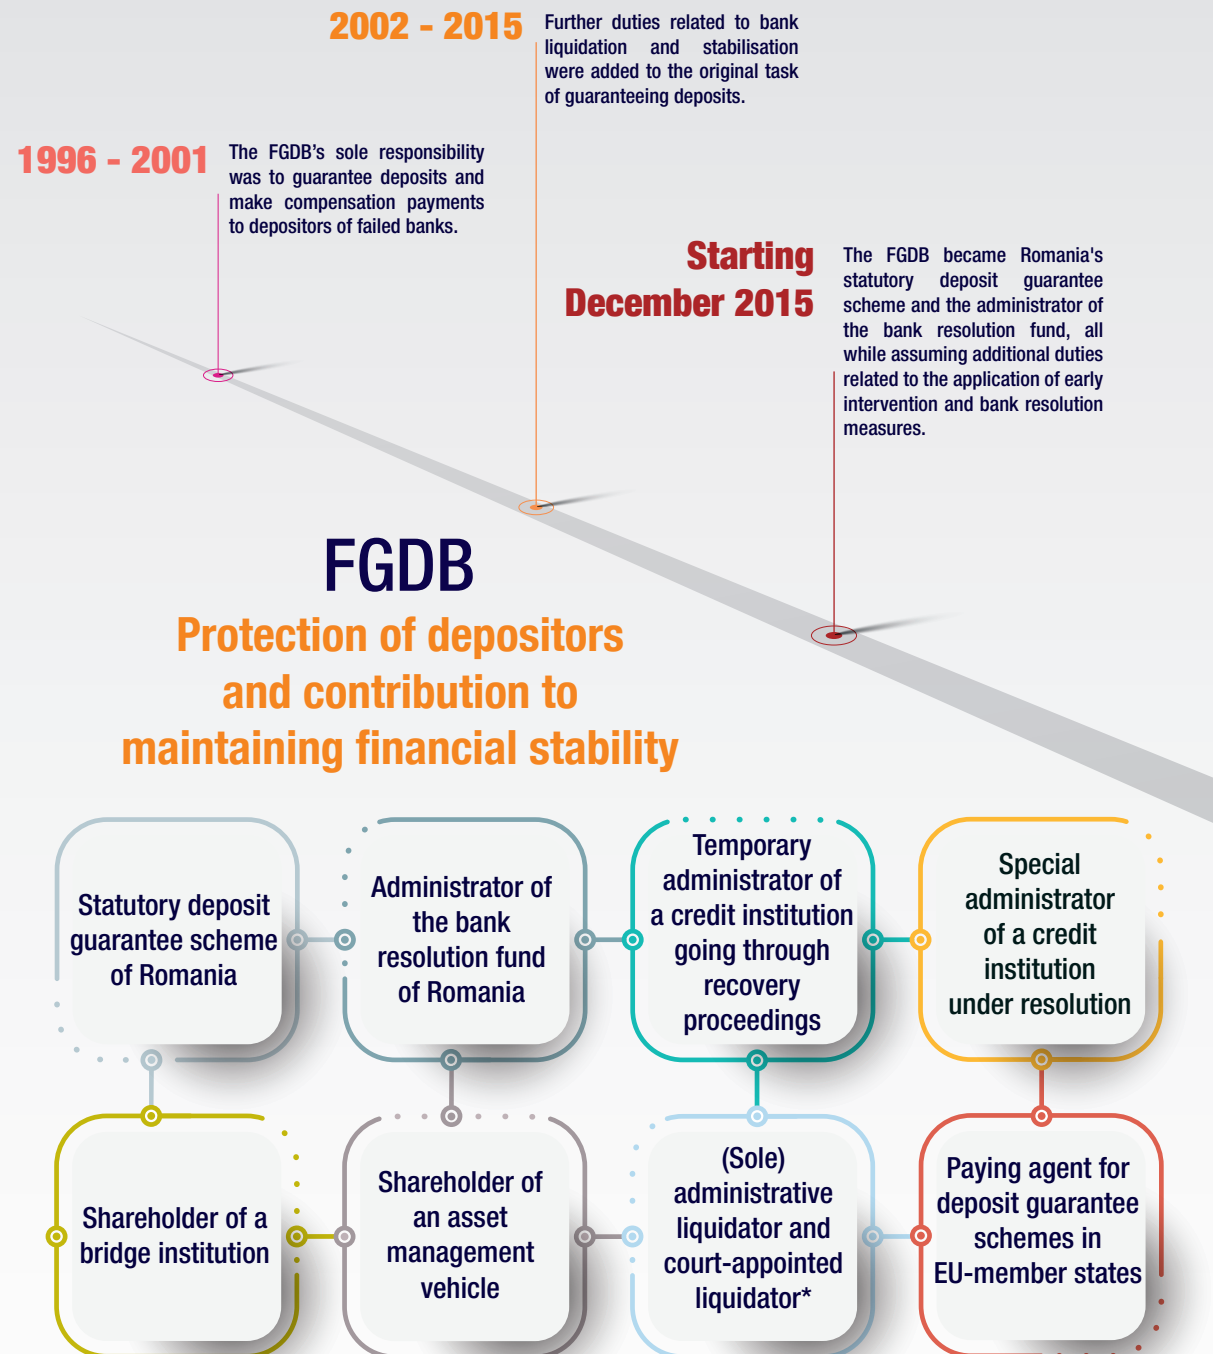 2002 - 2015
Further duties related to bank
liquidation and stabilisation
were added to the original task
of guaranteeing deposits.
1996 - 2001
The FGDB’s sole responsibility
was to guarantee deposits and
make compensation payments
to depositors of failed banks.
Starting
December 2015
The FGDB became Romania's
statutory deposit guarantee
scheme and the administrator of
the bank resolution fund, all
while assuming additional duties
related to the application of early
intervention and bank resolution
measures.
FGDB
Protection of depositors
and contribution to
maintaining financial stability
Statutory deposit
guarantee scheme
of Romania
Administrator of
the bank
resolution fund
of Romania
Temporary
administrator of
a credit institution
going through
recovery
proceedings
Special
administrator
of a credit
institution
under resolution
Shareholder of a
bridge institution
Shareholder of
an asset
management
vehicle
(Sole)
administrative
liquidator and
court-appointed
liquidator*
Paying agent for
deposit guarantee
schemes in
EU-member states